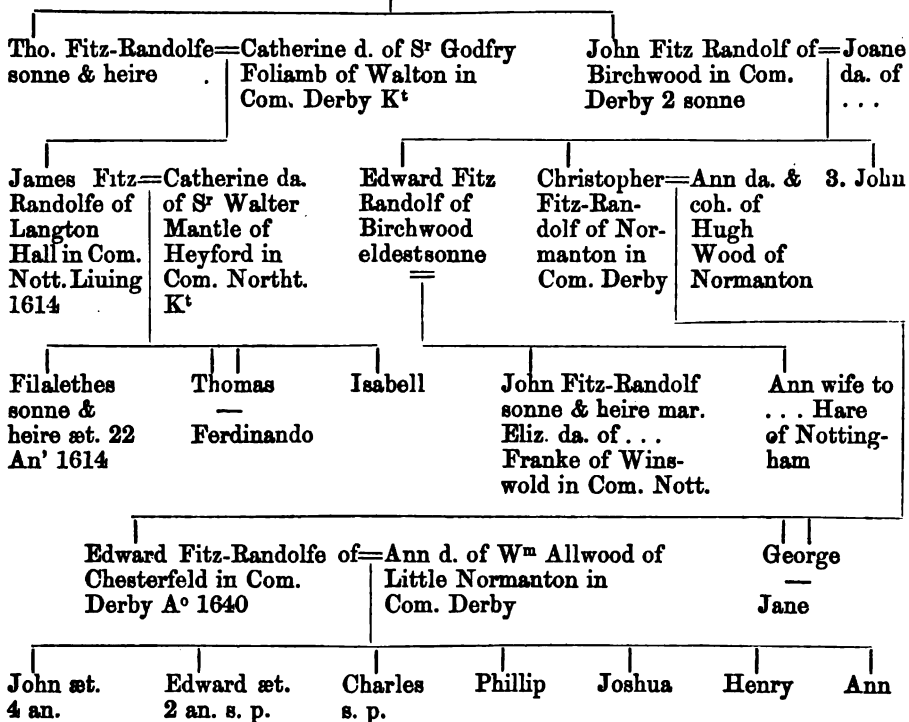 Tho. Fitz-Randolfe=Catherine d. of Sʳ Godfry
sonne & heire . Foliamb of Walton in
Com. Derby Kᵗ
John Fitz Randolf of=Joane
Birchwood in Com. da. of
Derby 2 sonne . . .
James Fitz=Catherine da.
Randolfe of of Sʳ Walter
Langton Mantle of
Hall in Com. Heyford in
Nott. Liuing Com. Northt.
1614 Kᵗ
Edward Fitz
Randolf of
Birchwood
eldest sonne
=
Christopher=Ann da. &
Fitz-Ran- coh. of
dolf of Nor- Hugh
manton in Wood of
Com. Derby Normanton
3. John
Filalethes
sonne &
heire æt. 22
An' 1614
Thomas
—
Ferdinando
Isabell
John Fitz-Randolf
sonne & heire mar.
Eliz. da. of . . .
Franke of Wins-
wold in Com. Nott.
Ann wife to
. . . Hare
of Notting-
ham
Edward Fitz-Randolfe of=Ann d. of Wᵐ Allwood of
Chesterfeld in Com. Little Normanton in
Derby Aº 1640 Com. Derby
George
—
Jane
John æt.
4 an.
Edward æt.
2 an. s. p.
Charles
s. p.
Phillip
Joshua
Henry
Ann